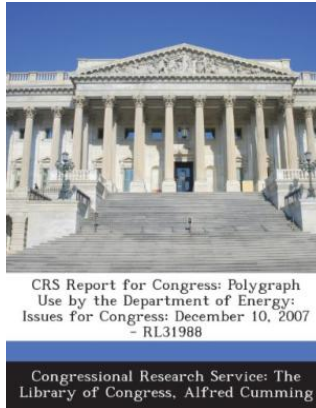 CRS Report for Congress: Polygraph
Use by the Department of Energy:
Issues for Congress: December 10, 2007
- RL31988
Congressional Research Service: The
Library of Congress, Alfred Cumming